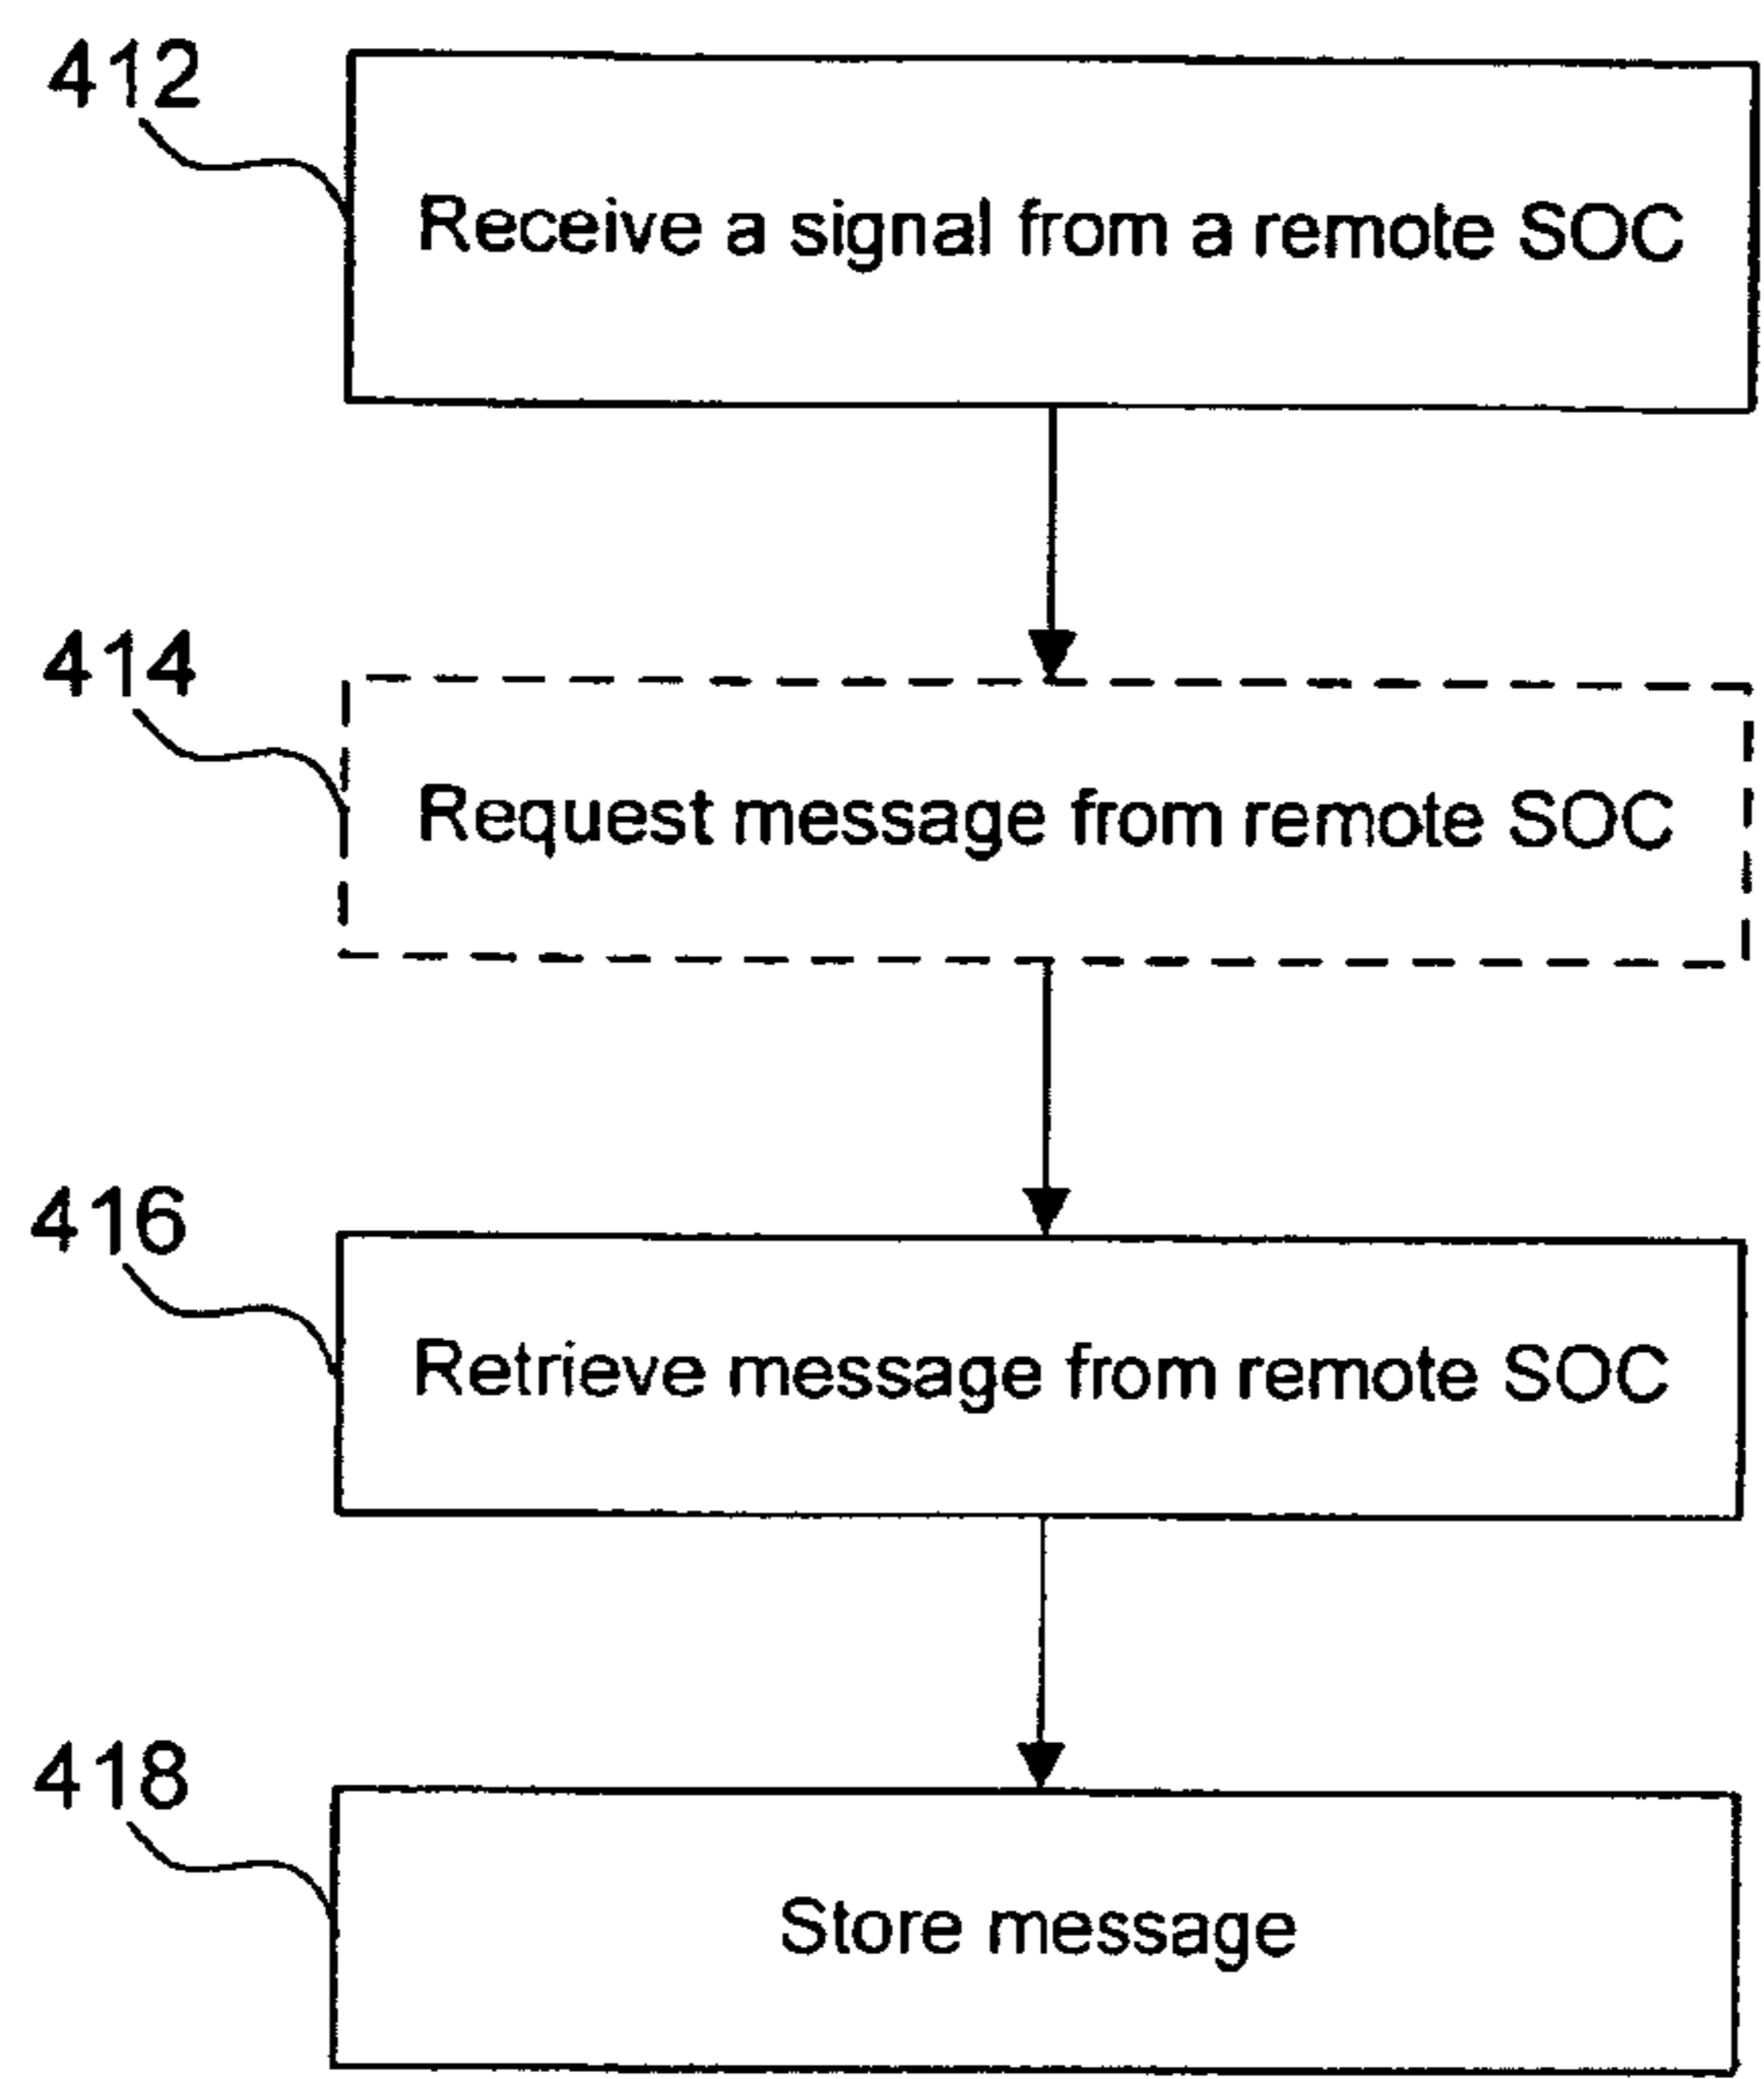 412
Receive a signal from a remote SOC
414
Request message from remote SOC
416
Retrieve message from remote SOC
418
Store message